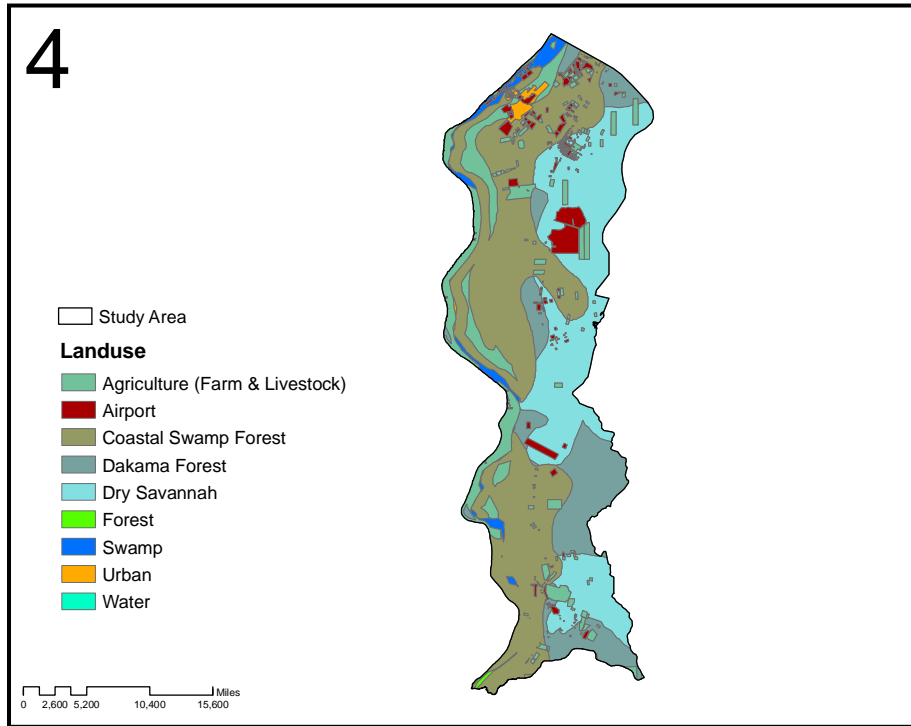 4
Study Area
Landuse
Agriculture (Farm & Livestock)
Airport
Coastal Swamp Forest
Dakama Forest
Dry Savannah
Forest
Swamp
Urban
Water
Miles
0 2,600 5,200 10,400 15,600